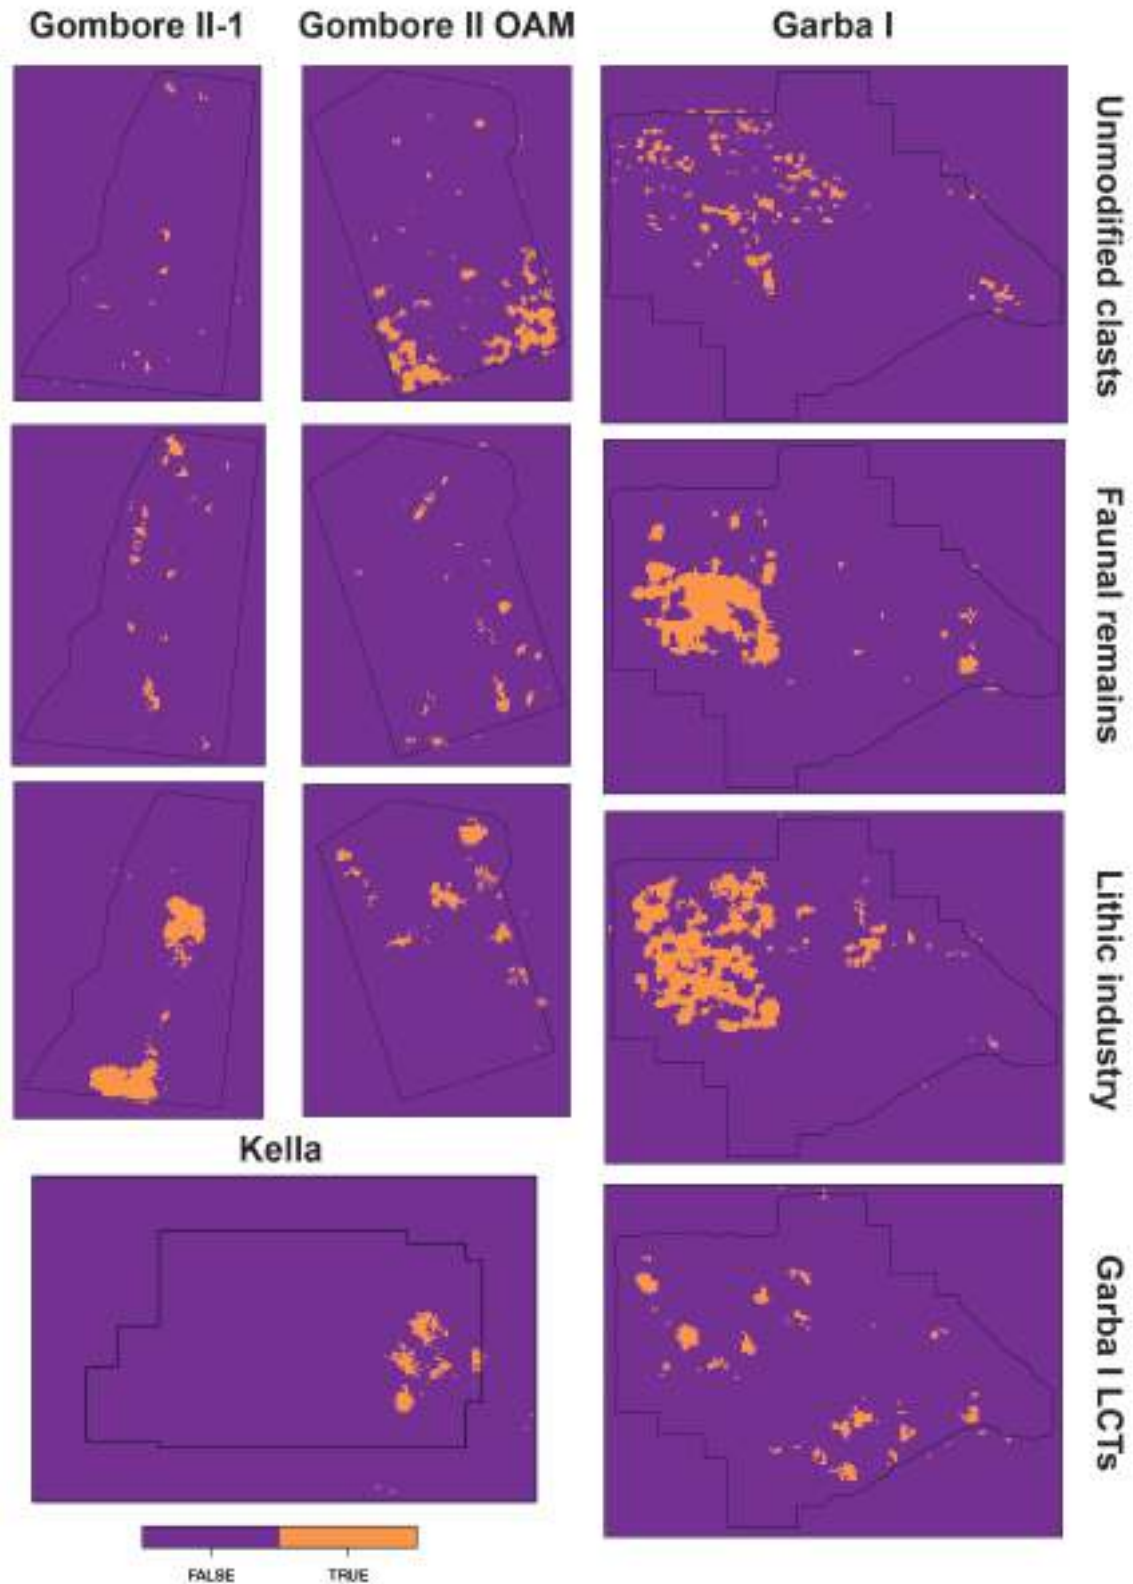 Gombore II-1
Gombore II OAM
Garba I
Unmodified clasts
Faunal remains
Lithic industry
Kella
Garba I LCTs
FALSE
TRUE